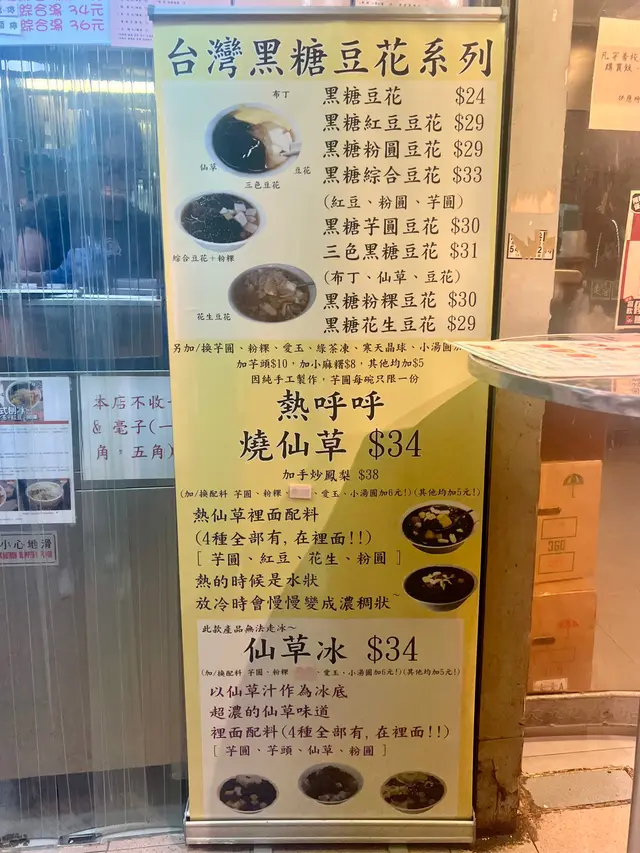 綜合湯 34元
綜合湯 36元
台灣黑糖豆花系列
布丁
仙草
豆花
三色豆花
綜合豆花+粉粿
花生豆花
黑糖豆花 $24
黑糖紅豆豆花 $29
黑糖粉圓豆花 $29
黑糖綜合豆花 $33
(紅豆、粉圓、芋圓)
黑糖芋圓豆花 $30
三色黑糖豆花 $31
(布丁、仙草、豆花)
黑糖粉粿豆花 $30
黑糖花生豆花 $29
另加/換芋圓、粉粿、愛玉、綠茶凍、寒天晶球、小湯圓加
加芋頭$10,加小麻糬$8,其他均加$5
因純手工製作,芋圓每碗只限一份
熱呼呼
燒仙草 $34
加手炒鳳梨 $38
(加/換配料 芋圓、粉粿、愛玉、小湯圓加6元!)(其他均加5元!)
熱仙草裡面配料
(4種全部有,在裡面!!)
[ 芋圓、紅豆、花生、粉圓 ]
熱的時候是水狀
放冷時會慢慢變成濃稠狀~
此款產品無法走冰~
仙草冰 $34
(加/換配料 芋圓、粉粿、愛玉、小湯圓加6元!)(其他均加5元!)
以仙草汁作為冰底
超濃的仙草味道
裡面配料(4種全部有,在裡面!!)
[ 芋圓、芋頭、仙草、粉圓 ]
本店不收
& 毫子(一
角,五角)
小心地滑
360